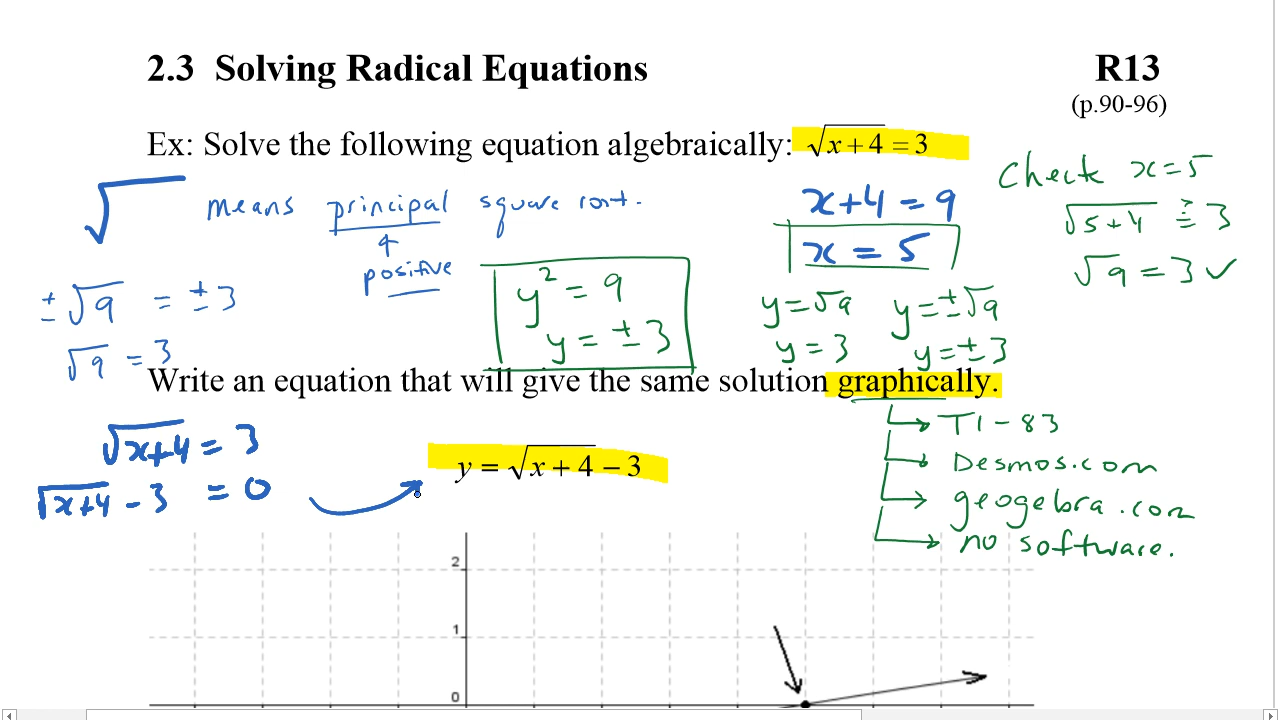 2.3 Solving Radical Equations R13
(p.90-96)
Ex: Solve the following equation algebraically: √(x + 4) = 3
√ means principal square root.
positive
x+4 = 9
x = 5
Check x=5
√(5+4) ≟ 3
√9 = 3 ✓
±√9 = ±3
√9 = 3
y² = 9
y = ±3
y=√9 y=±√9
y = 3 y=±3
Write an equation that will give the same solution graphically.
TI-83
Desmos.com
geogebra.com
no software.
√(x+4) = 3
√(x+4) - 3 = 0
y = √(x + 4) − 3
2
1
0